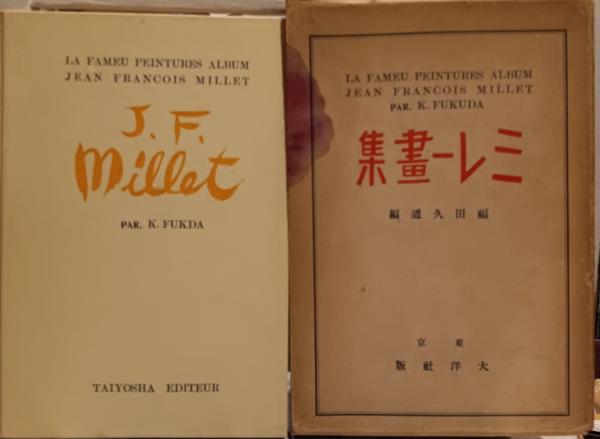 LA FAMEU PEINTURES ALBUM
JEAN FRANCOIS MILLET
J. F.
Millet
PAR. K. FUKDA
TAIYOSHA EDITEUR
LA FAMEU PEINTURES ALBUM
JEAN FRANCOIS MILLET
PAR. K. FUKUDA
ミレー畫集
福田久道編
東京
大洋社版